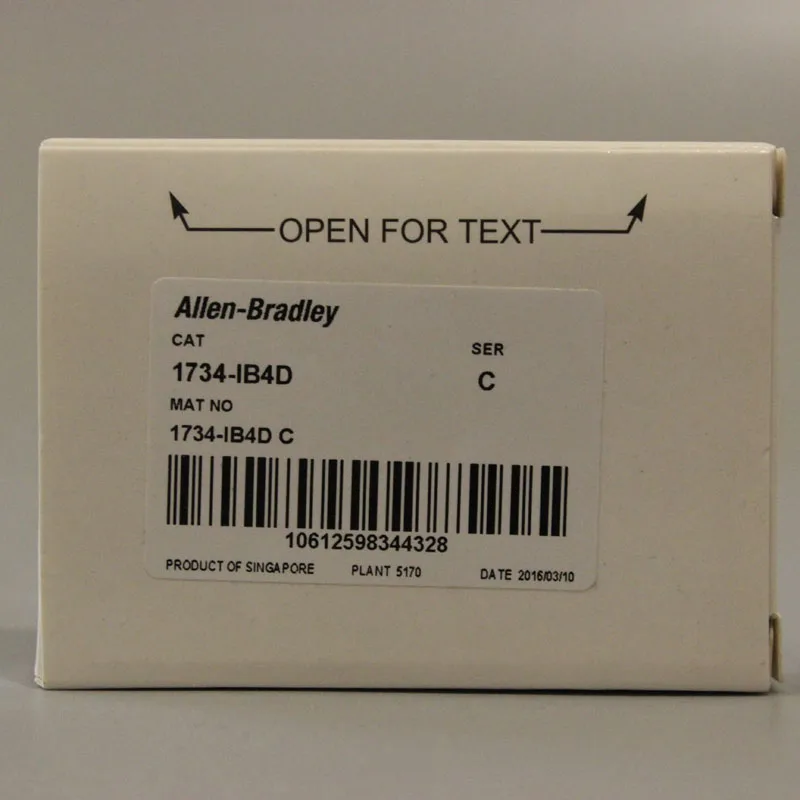 OPEN FOR TEXT
Allen-Bradley
CAT SER
1734-IB4D C
MAT NO
1734-IB4D C
10612598344328
PRODUCT OF SINGAPORE PLANT 5170 DATE 2016/03/10